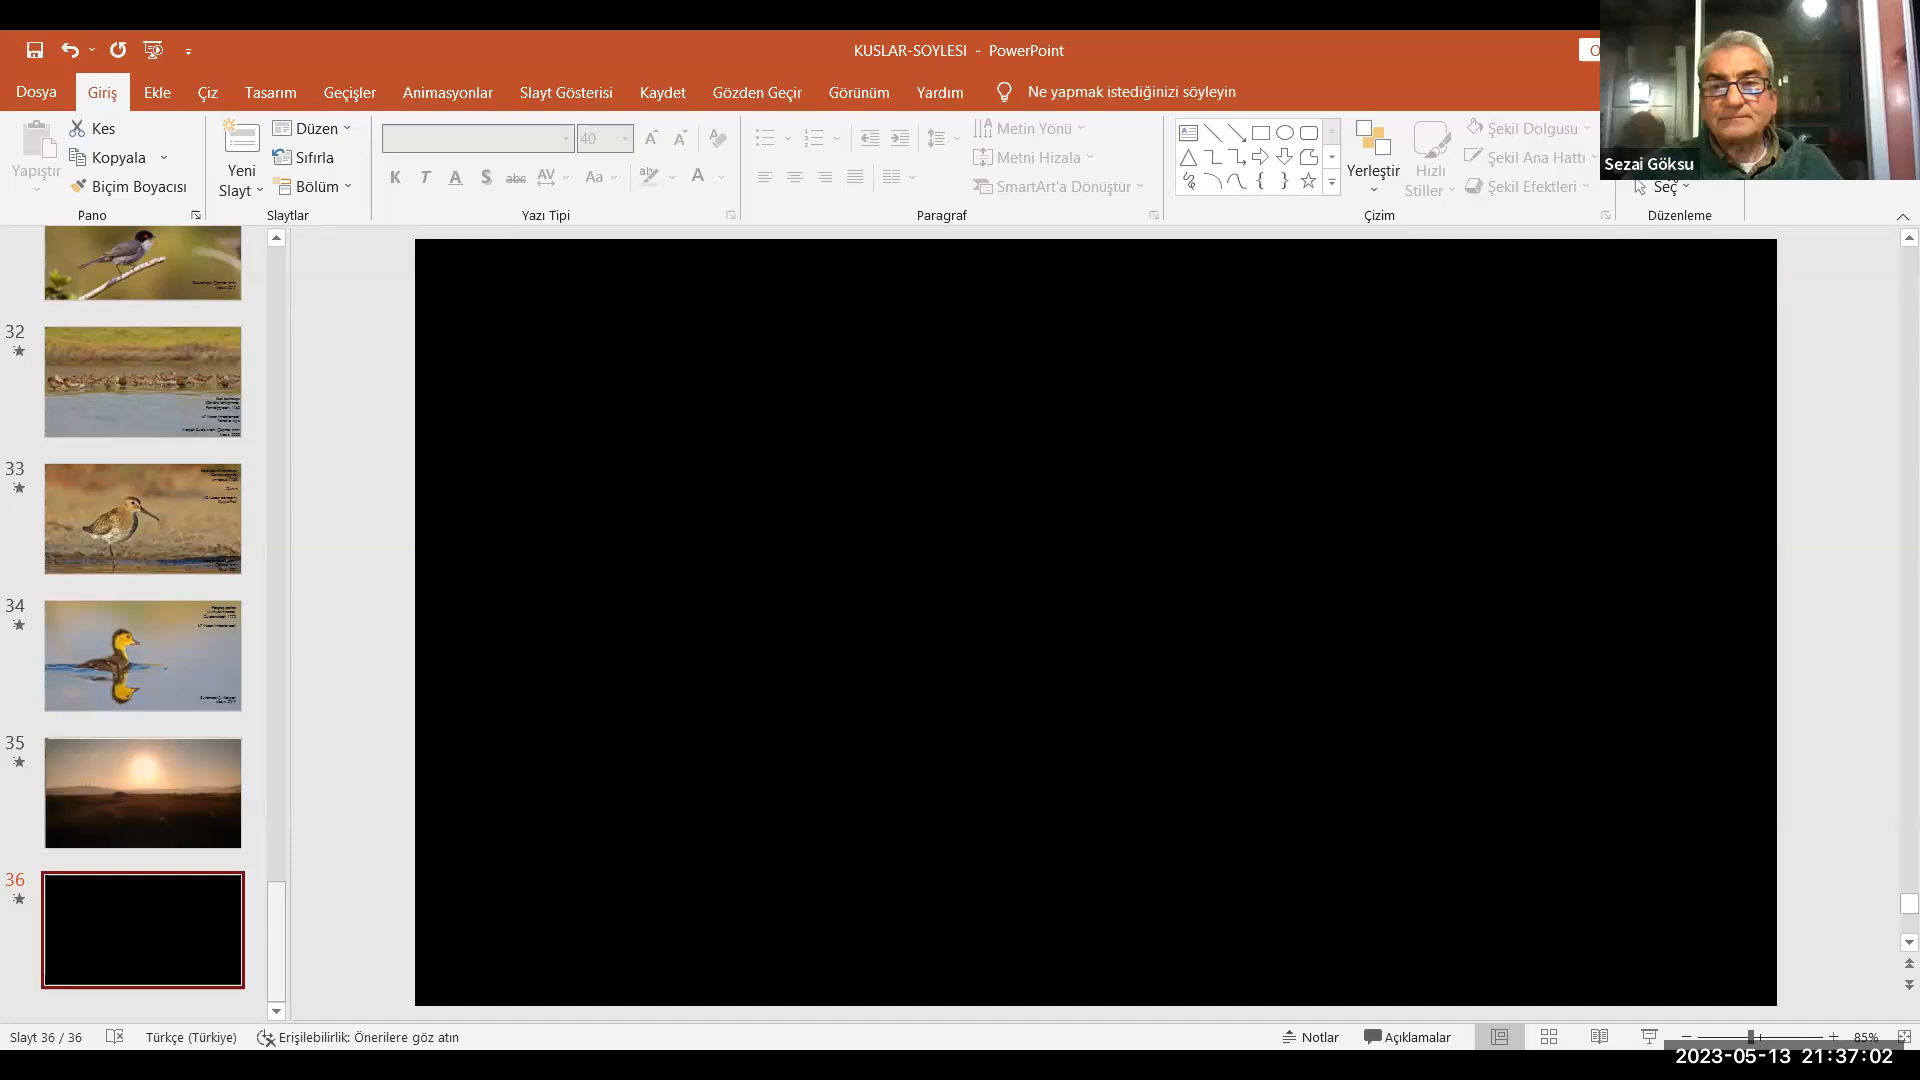 KUSLAR-SOYLESI - PowerPoint
Dosya Giriş Ekle Çiz Tasarım Geçişler Animasyonlar Slayt Gösterisi Kaydet Gözden Geçir Görünüm Yardım Ne yapmak istediğinizi söyleyin
Yapıştır
Kes
Kopyala
Biçim Boyacısı
Pano
Yeni
Slayt
Düzen
Sıfırla
Bölüm
Slaytlar
40
K T A S abc AV Aa A
Yazı Tipi
Metin Yönü
Metni Hizala
SmartArt'a Dönüştür
Paragraf
Yerleştir
Hızlı
Stiller
Şekil Dolgusu
Şekil Ana Hattı
Şekil Efektleri
Çizim
Seç
Düzenleme
Sezai Göksu
32
33
34
35
36
Slayt 36 / 36 Türkçe (Türkiye) Erişilebilirlik: Önerilere göz atın Notlar Açıklamalar 85%
2023-05-13 21:37:02